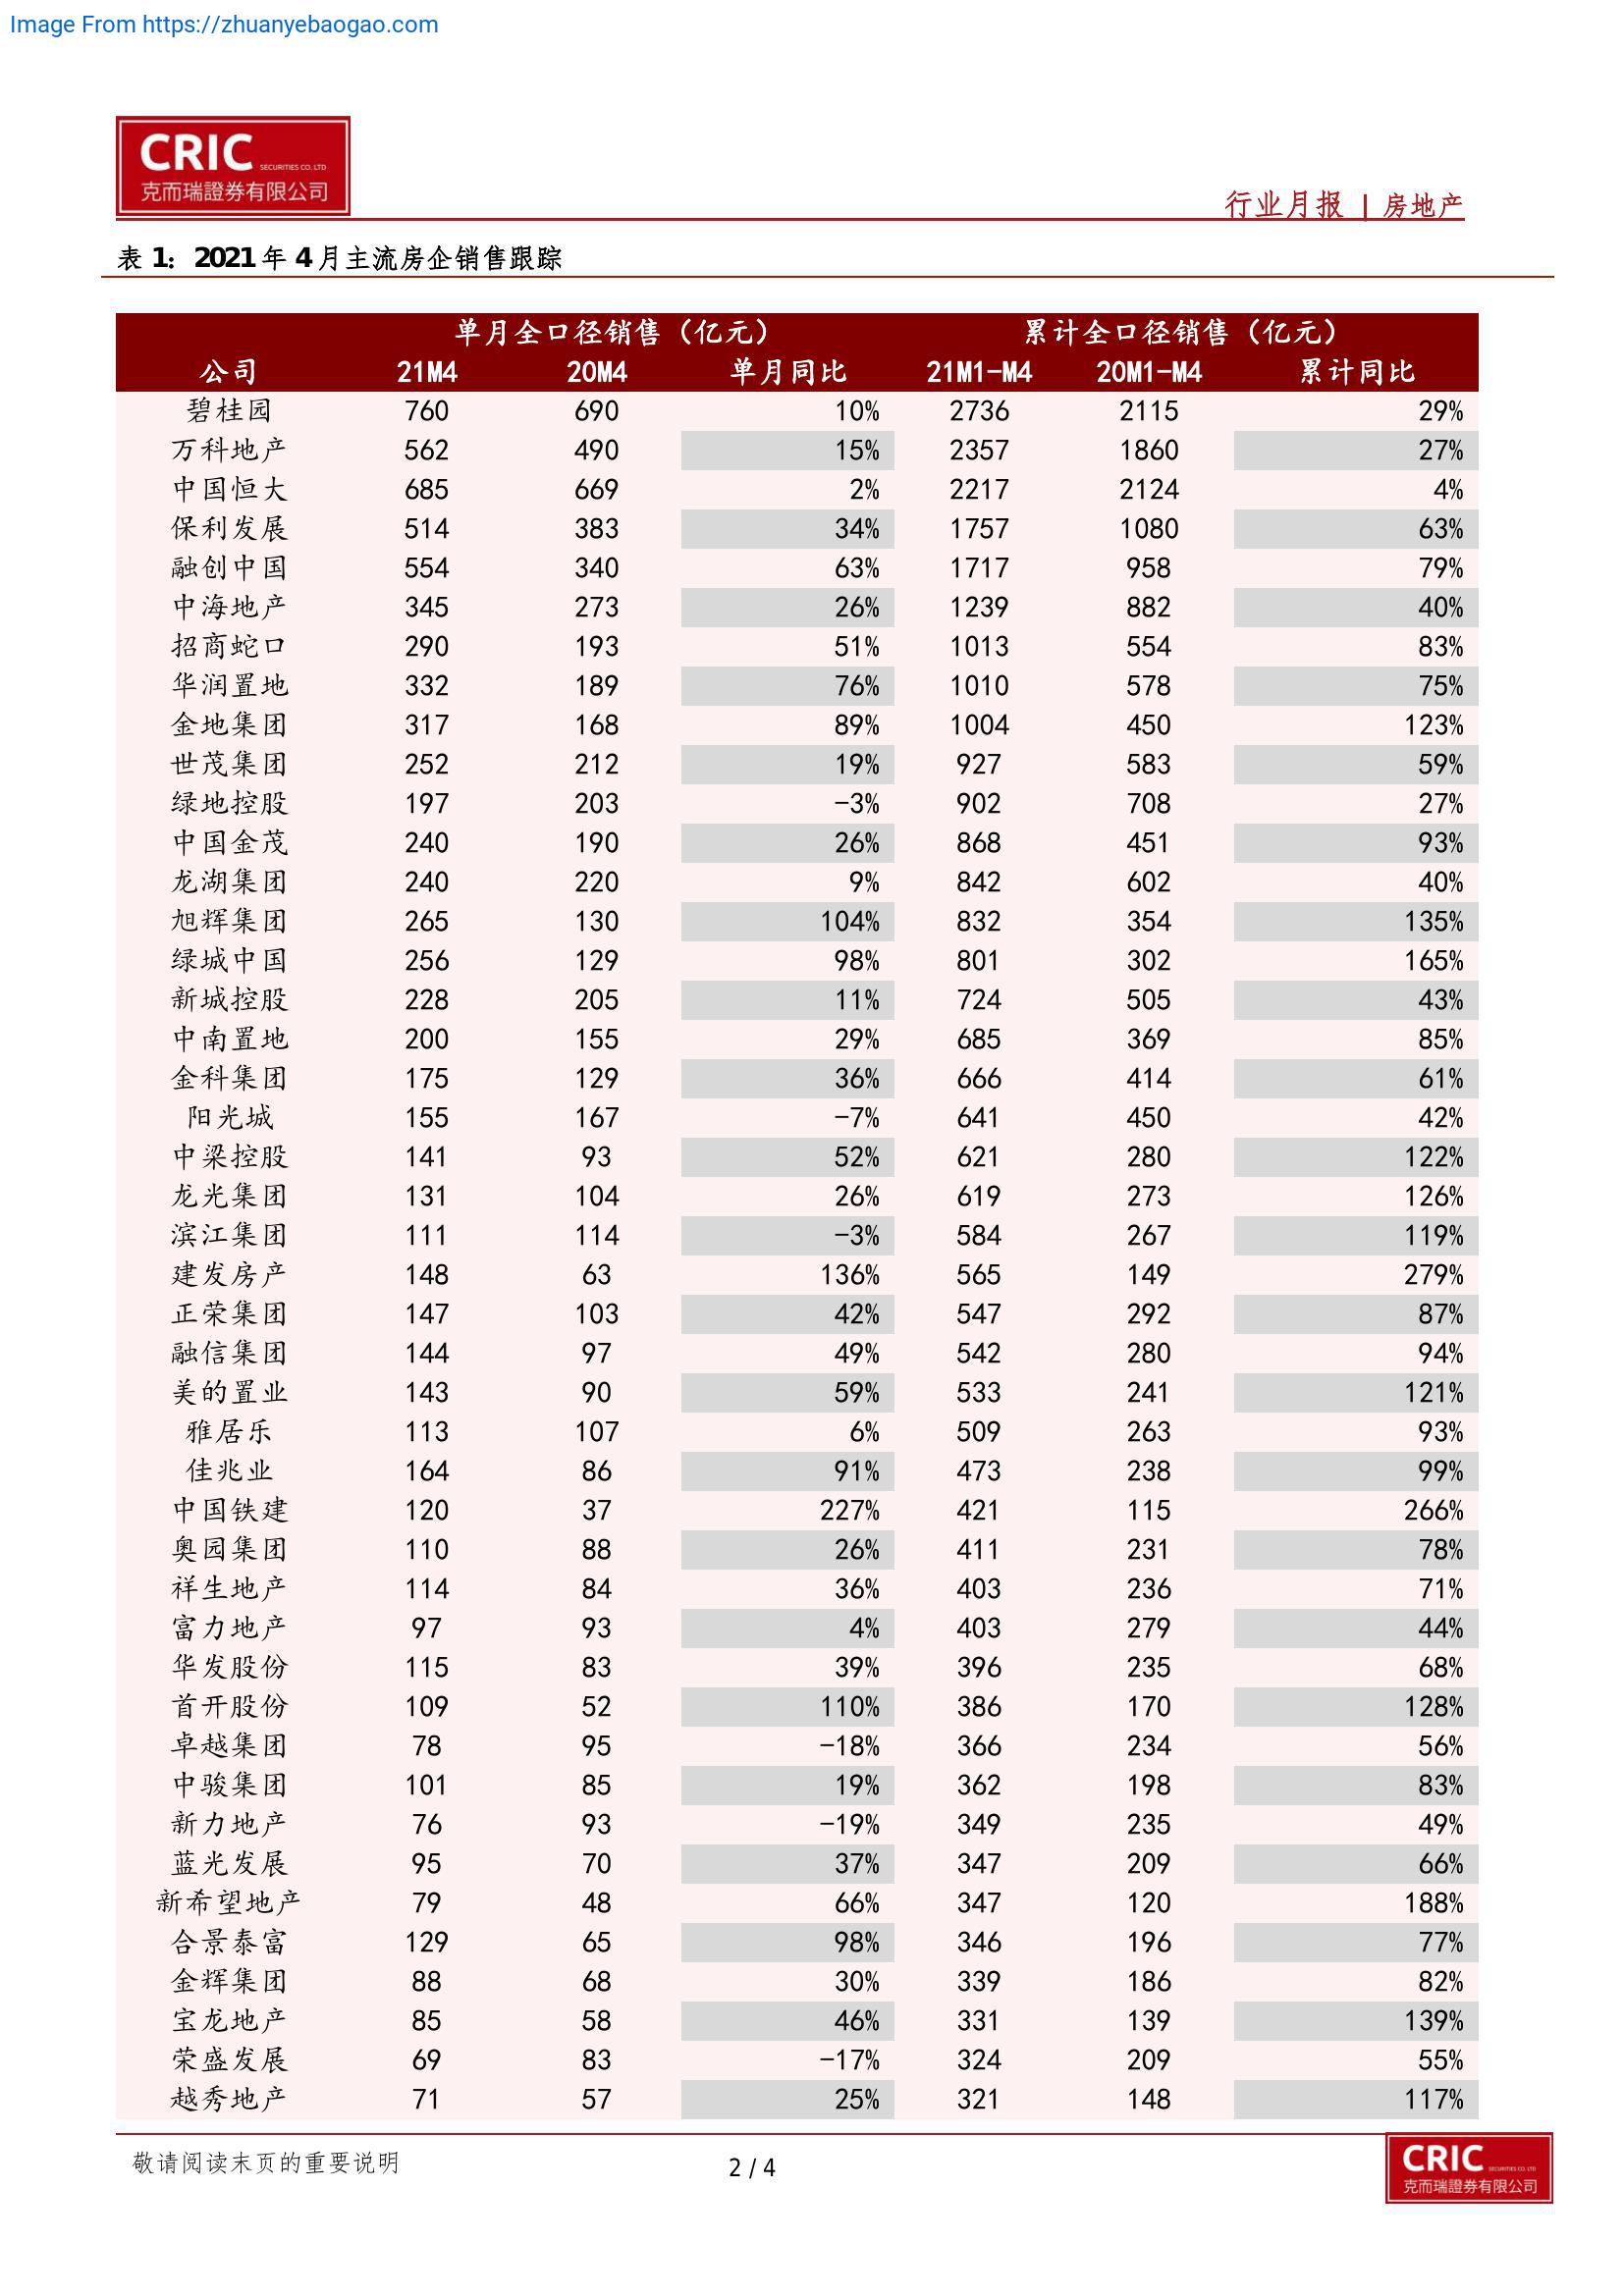 Image From https://zhuanyebaogao.com
CRIC SECURITIES CO. LTD
克而瑞證券有限公司
行业月报 | 房地产
表 1: 2021 年 4 月主流房企销售跟踪
单月全口径销售（亿元） 累计全口径销售（亿元）
公司 21M4 20M4 单月同比 21M1-M4 20M1-M4 累计同比
碧桂园 760 690 10% 2736 2115 29%
万科地产 562 490 15% 2357 1860 27%
中国恒大 685 669 2% 2217 2124 4%
保利发展 514 383 34% 1757 1080 63%
融创中国 554 340 63% 1717 958 79%
中海地产 345 273 26% 1239 882 40%
招商蛇口 290 193 51% 1013 554 83%
华润置地 332 189 76% 1010 578 75%
金地集团 317 168 89% 1004 450 123%
世茂集团 252 212 19% 927 583 59%
绿地控股 197 203 -3% 902 708 27%
中国金茂 240 190 26% 868 451 93%
龙湖集团 240 220 9% 842 602 40%
旭辉集团 265 130 104% 832 354 135%
绿城中国 256 129 98% 801 302 165%
新城控股 228 205 11% 724 505 43%
中南置地 200 155 29% 685 369 85%
金科集团 175 129 36% 666 414 61%
阳光城 155 167 -7% 641 450 42%
中梁控股 141 93 52% 621 280 122%
龙光集团 131 104 26% 619 273 126%
滨江集团 111 114 -3% 584 267 119%
建发房产 148 63 136% 565 149 279%
正荣集团 147 103 42% 547 292 87%
融信集团 144 97 49% 542 280 94%
美的置业 143 90 59% 533 241 121%
雅居乐 113 107 6% 509 263 93%
佳兆业 164 86 91% 473 238 99%
中国铁建 120 37 227% 421 115 266%
奥园集团 110 88 26% 411 231 78%
祥生地产 114 84 36% 403 236 71%
富力地产 97 93 4% 403 279 44%
华发股份 115 83 39% 396 235 68%
首开股份 109 52 110% 386 170 128%
卓越集团 78 95 -18% 366 234 56%
中骏集团 101 85 19% 362 198 83%
新力地产 76 93 -19% 349 235 49%
蓝光发展 95 70 37% 347 209 66%
新希望地产 79 48 66% 347 120 188%
合景泰富 129 65 98% 346 196 77%
金辉集团 88 68 30% 339 186 82%
宝龙地产 85 58 46% 331 139 139%
荣盛发展 69 83 -17% 324 209 55%
越秀地产 71 57 25% 321 148 117%
敬请阅读末页的重要说明
2 / 4
CRIC SECURITIES CO. LTD
克而瑞證券有限公司